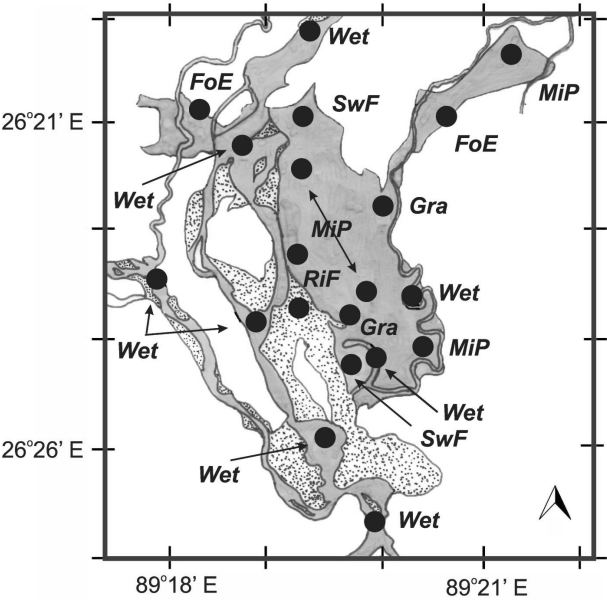 Wet
FoE
MiP
SwF
26°21' E
FoE
Wet
Gra
MiP
RiF
Wet
Gra
Wet
MiP
Wet
SwF
26°26' E
Wet
Wet
89°18' E
89°21' E